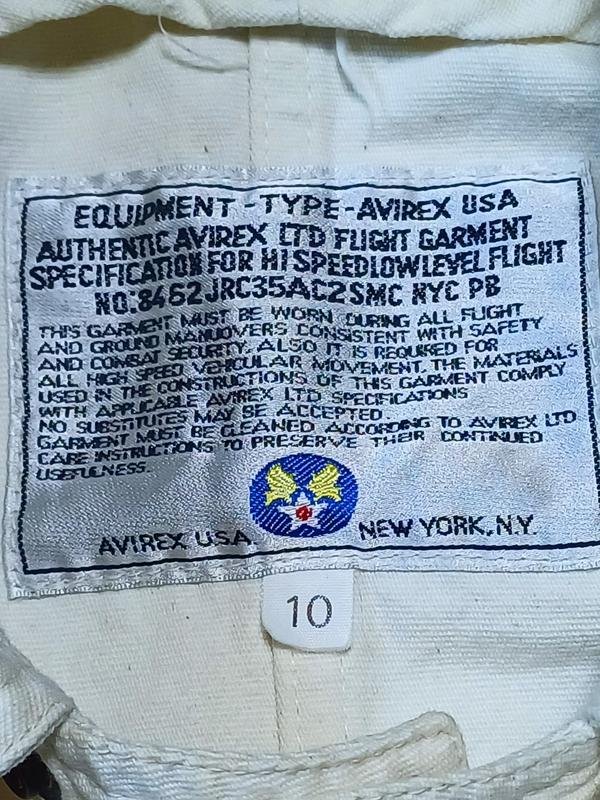 EQUIPMENT - TYPE - AVIREX USA
AUTHENTIC AVIREX LTD FLIGHT GARMENT
SPECIFICATION FOR HI SPEED LOW LEVEL FLIGHT
NO.8462JRC35AC2SMC NYC PB
THIS GARMENT MUST BE WORN DURING ALL FLIGHT
AND GROUND MANUOVERS CONSISTENT WITH SAFETY
AND COMBAT SECURITY. ALSO IT IS REQUIRED FOR
ALL HIGH SPEED VEHICULAR MOVEMENT. THE MATERIALS
USED IN THE CONSTRUCTIONS OF THIS GARMENT COMPLY
WITH APPLICABLE AVIREX LTD SPECIFICATIONS
NO SUBSTITUTES MAY BE ACCEPTED
GARMENT MUST BE CLEANED ACCORDING TO AVIREX LTD
CARE INSTRUCTIONS TO PRESERVE THEIR CONTINUED
USEFULNESS.
AVIREX U.S.A. NEW YORK, N.Y.
10